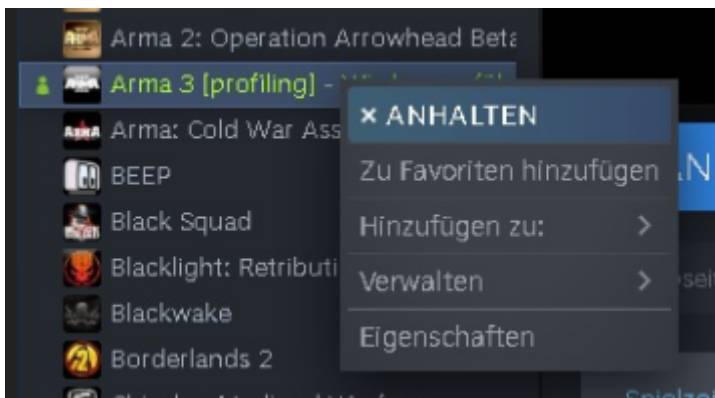 Arma 2: Operation Arrowhead Beta
Arma 3 [profiling] -
× ANHALTEN
Arma: Cold War Ass
Zu Favoriten hinzufügen
BEEP
Black Squad
Hinzufügen zu:
Blacklight: Retributi
Verwalten
Blackwake
Eigenschaften
Borderlands 2